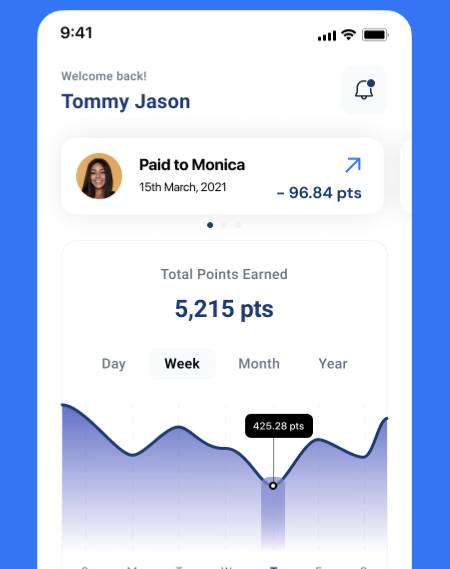 9:41
Welcome back!
Tommy Jason
Paid to Monica
15th March, 2021
- 96.84 pts
Total Points Earned
5,215 pts
Day Week Month Year
425.28 pts